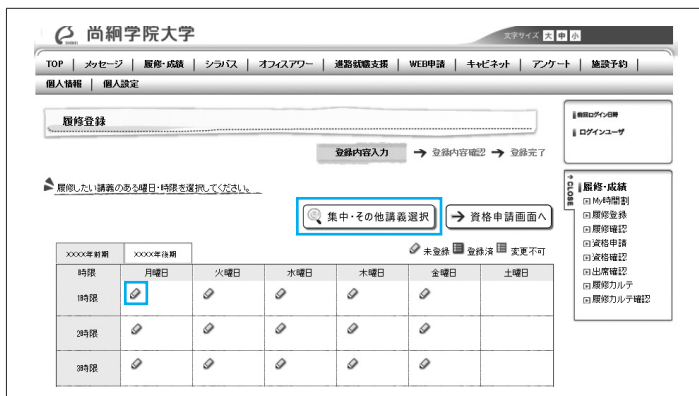 尚絅学院大学
文字サイズ 大 中 小
TOP | メッセージ | 履修・成績 | シラバス | オフィスアワー | 進路就職支援 | WEB申請 | キャビネット | アンケート | 施設予約 |
個人情報 | 個人設定
履修登録
登録内容入力 → 登録内容確認 → 登録完了
前回ログイン日時
ログインユーザ
履修したい講義のある曜日・時限を選択してください。
集中・その他講義選択 → 資格申請画面へ
未登録 登録済 変更不可
XXXX年前期 XXXX年後期
時限 月曜日 火曜日 水曜日 木曜日 金曜日 土曜日
1時限
2時限
3時限
CLOSE
履修・成績
My時間割
履修登録
履修確認
資格申請
資格確認
出席確認
履修カルテ
履修カルテ確認